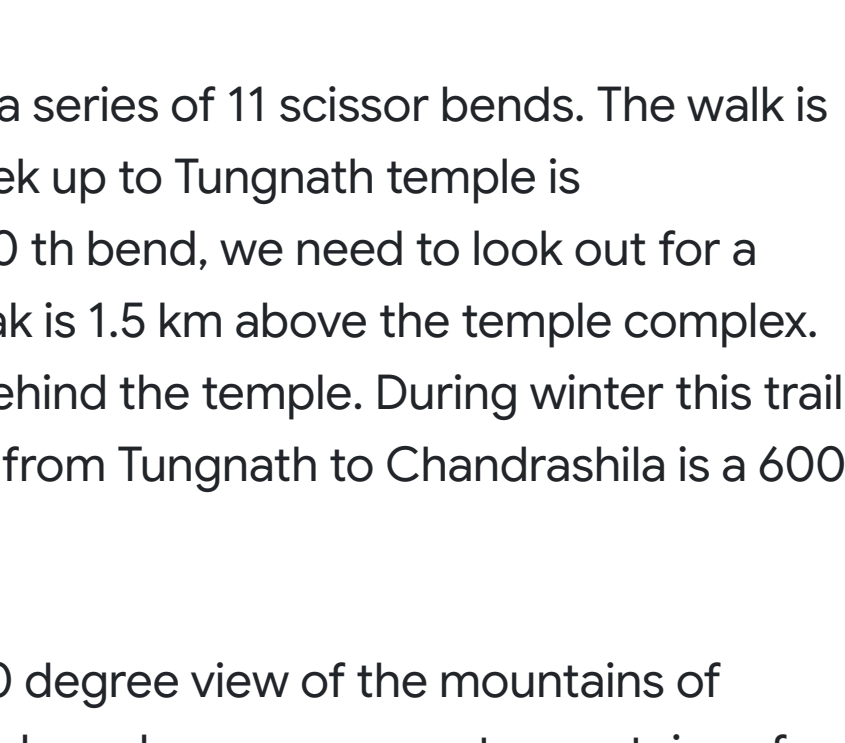 a series of 11 scissor bends. The walk is
ek up to Tungnath temple is
0 th bend, we need to look out for a
ak is 1.5 km above the temple complex.
ehind the temple. During winter this trail
from Tungnath to Chandrashila is a 600
0 degree view of the mountains of